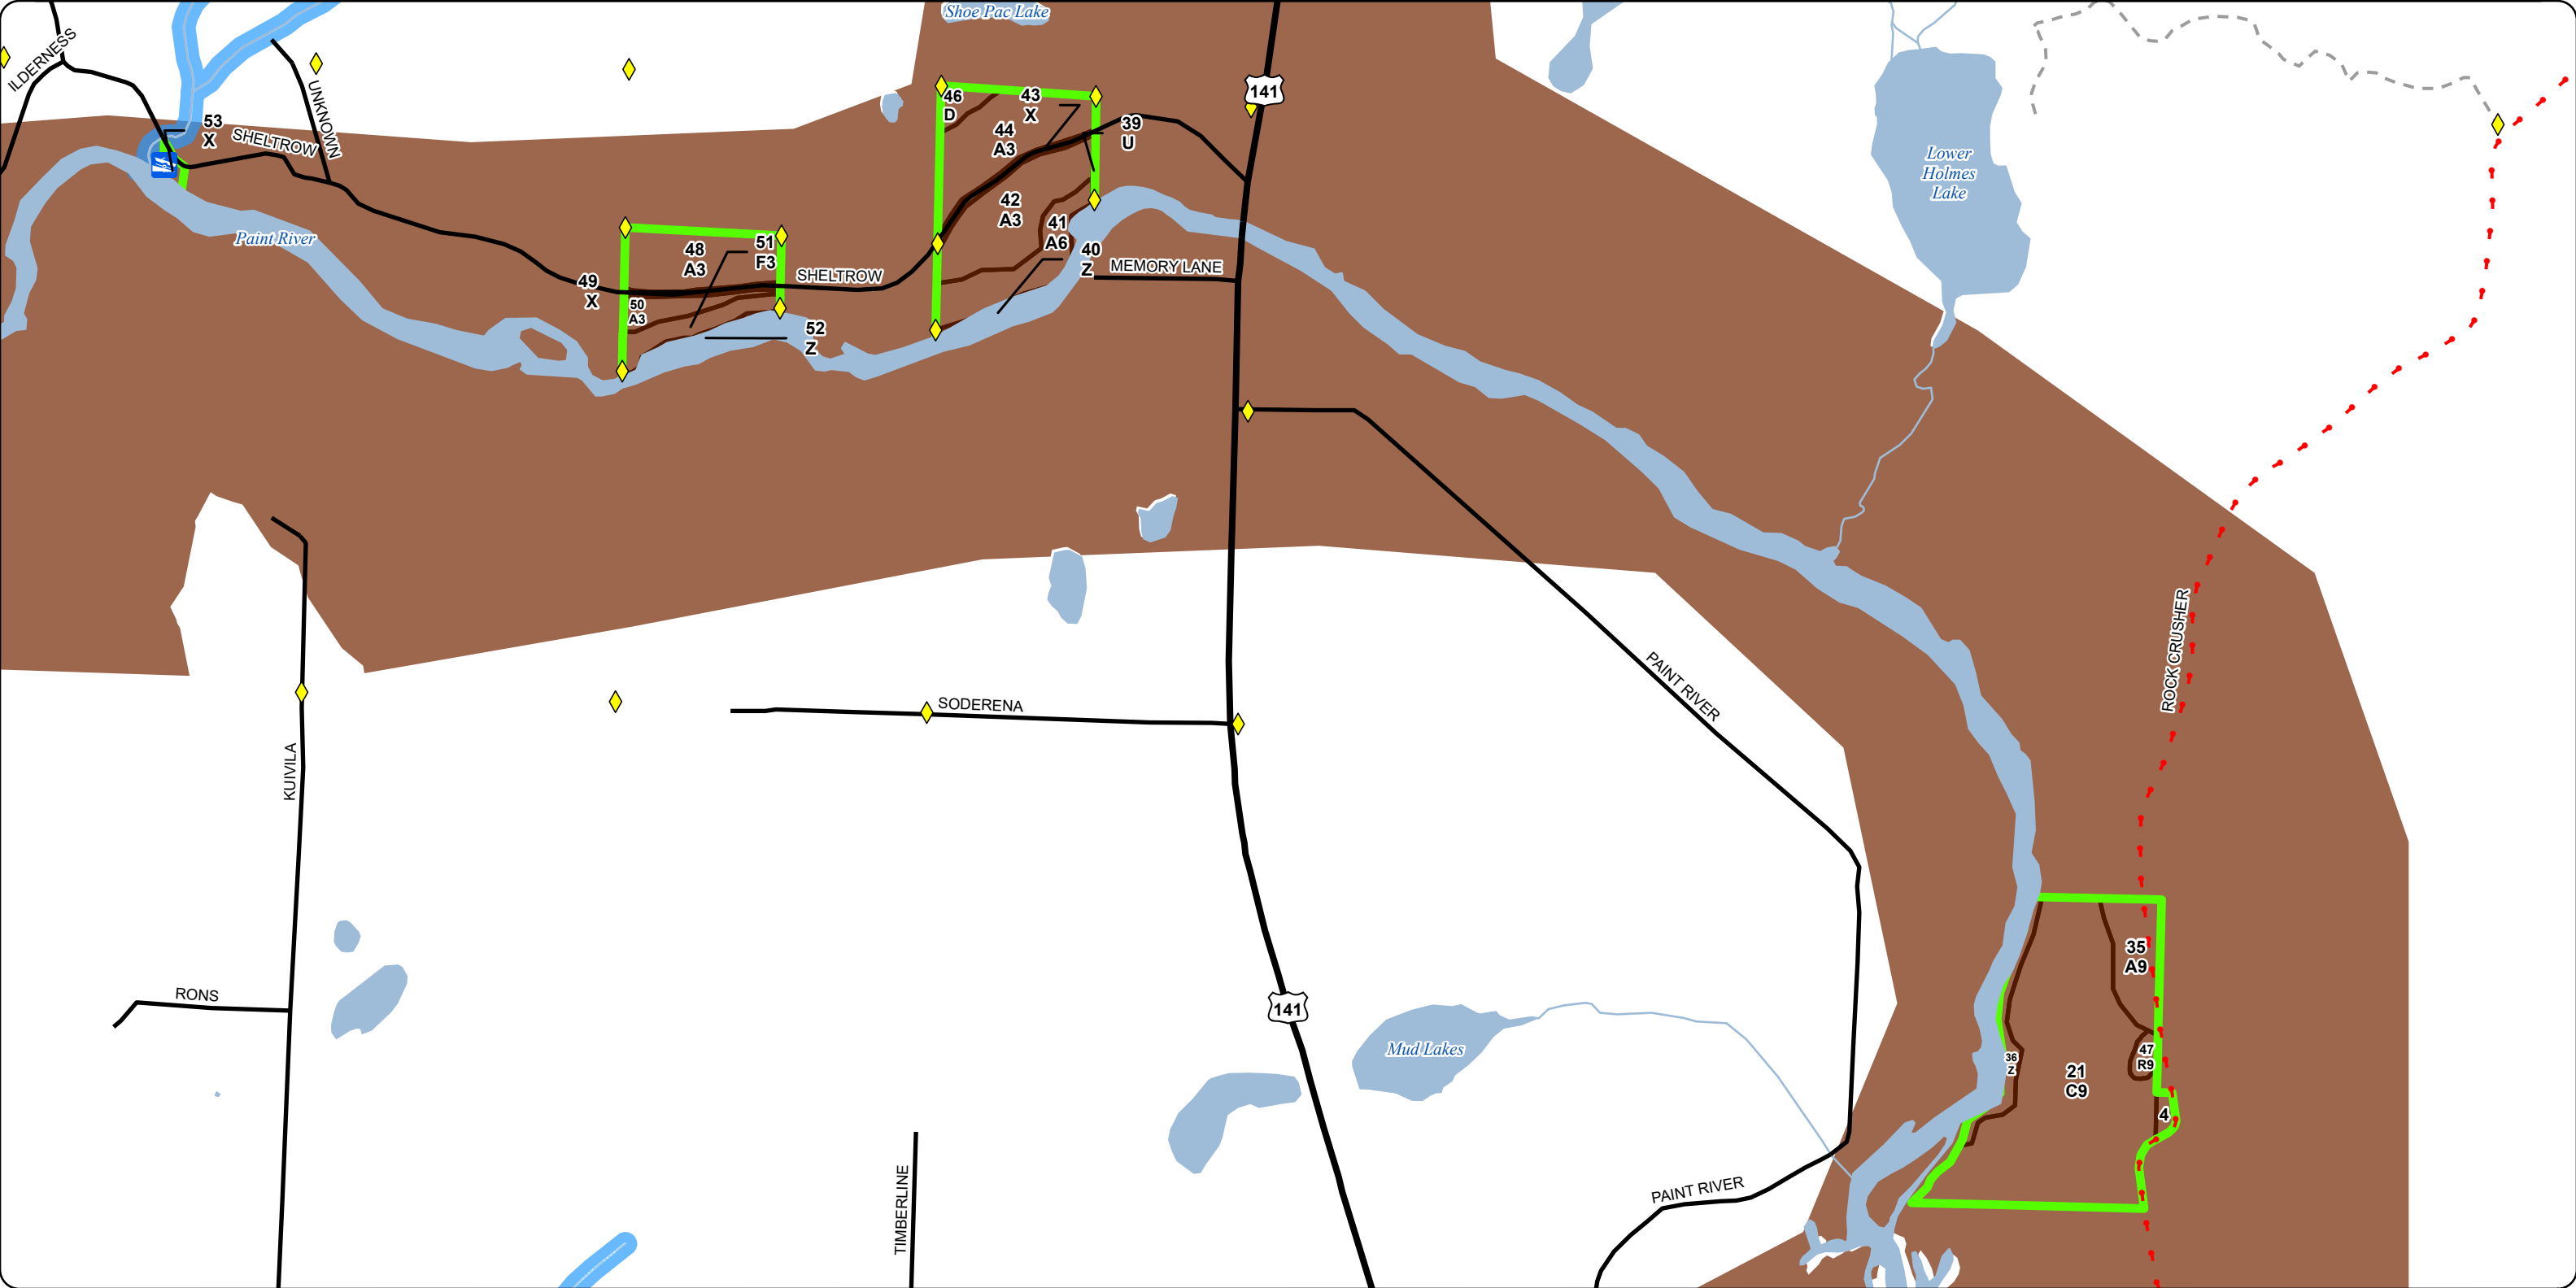 Shoe Pac Lake
ILDERNESS
UNKNOWN
141
46
D
43
X
44
A3
39
U
53
X
SHELTROW
Lower
Holmes
Lake
42
A3
41
A6
40
Z
Paint River
48
A3
51
F3
SHELTROW
MEMORY LANE
49
X
50
A3
52
Z
ROCK CRUSHER
PAINT RIVER
SODERENA
KUIVILA
RONS
141
Mud Lakes
35
A9
36
Z
47
R9
21
C9
4
TIMBERLINE
PAINT RIVER